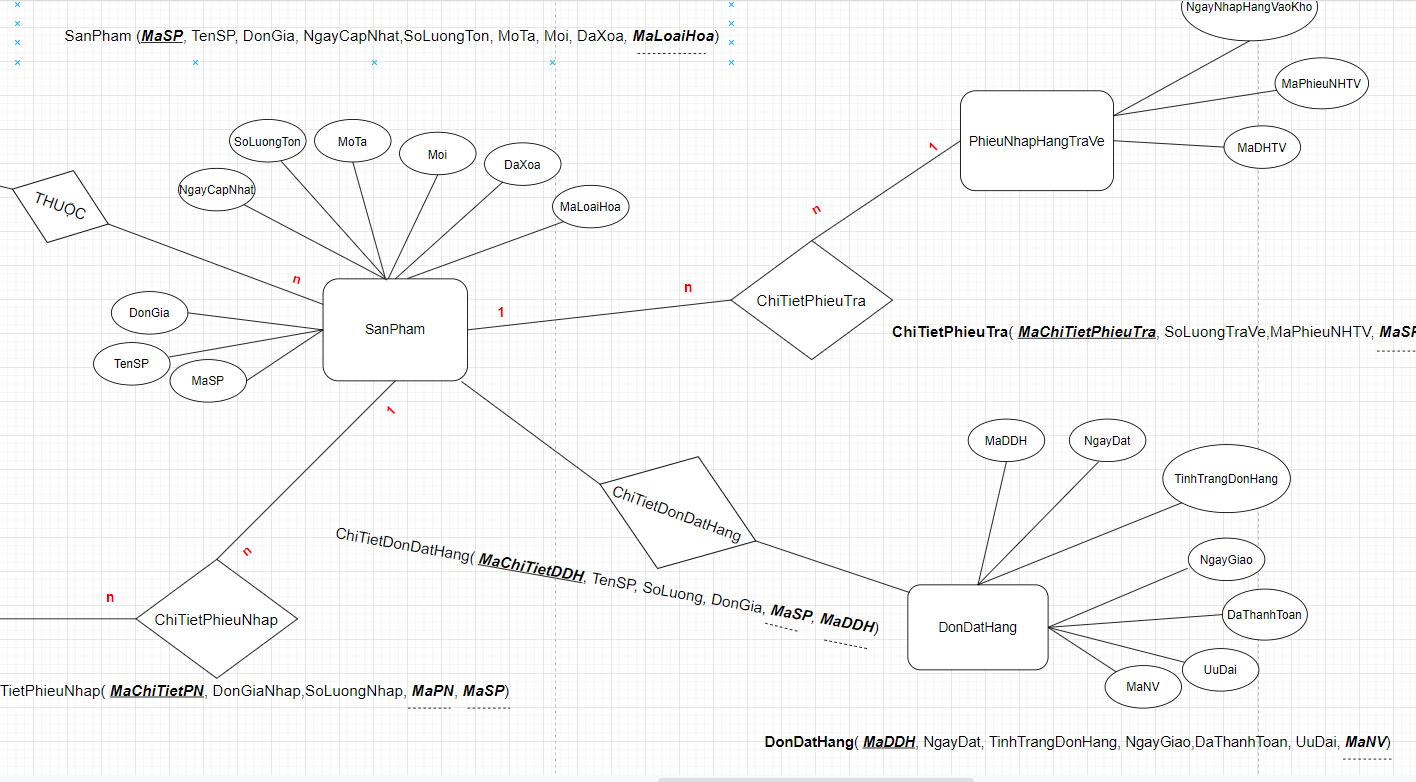 NgayNhapHangVaoKho
SanPham (MaSP, TenSP, DonGia, NgayCapNhat,SoLuongTon, MoTa, Moi, DaXoa, MaLoaiHoa)
MaPhieuNHTV
PhieuNhapHangTraVe
MaDHTV
SoLuongTon
MoTa
Moi
DaXoa
NgayCapNhat
MaLoaiHoa
THUỘC
1
n
n
n
1
DonGia
SanPham
ChiTietPhieuTra
TenSP
MaSP
ChiTietPhieuTra( MaChiTietPhieuTra, SoLuongTraVe,MaPhieuNHTV, MaSP
1
MaDDH
NgayDat
TinhTrangDonHang
ChiTietDonDatHang
ChiTietDonDatHang( MaChiTietDDH, TenSP, SoLuong, DonGia, MaSP, MaDDH)
n
n
NgayGiao
ChiTietPhieuNhap
DonDatHang
DaThanhToan
UuDai
MaNV
TietPhieuNhap( MaChiTietPN, DonGiaNhap,SoLuongNhap, MaPN, MaSP)
DonDatHang( MaDDH, NgayDat, TinhTrangDonHang, NgayGiao,DaThanhToan, UuDai, MaNV)